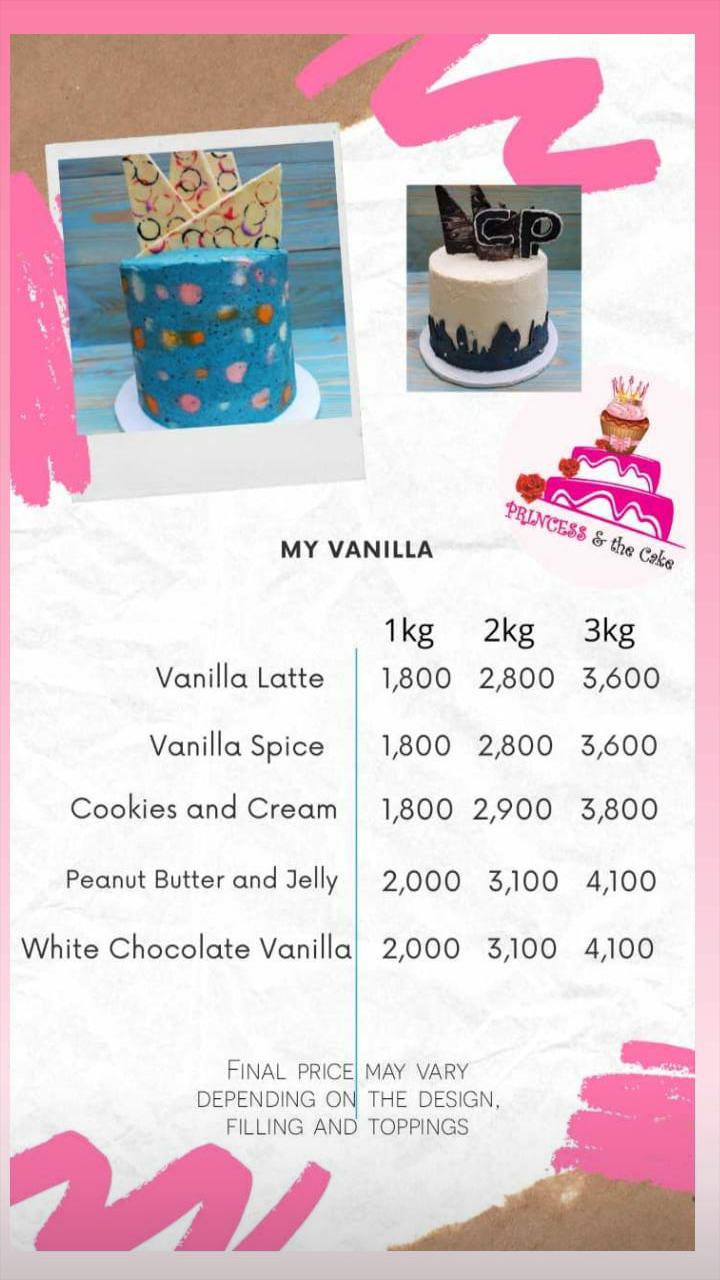 CP
PRINCESS & the Cake
MY VANILLA
1kg 2kg 3kg
Vanilla Latte 1,800 2,800 3,600
Vanilla Spice 1,800 2,800 3,600
Cookies and Cream 1,800 2,900 3,800
Peanut Butter and Jelly 2,000 3,100 4,100
White Chocolate Vanilla 2,000 3,100 4,100
FINAL PRICE MAY VARY
DEPENDING ON THE DESIGN,
FILLING AND TOPPINGS